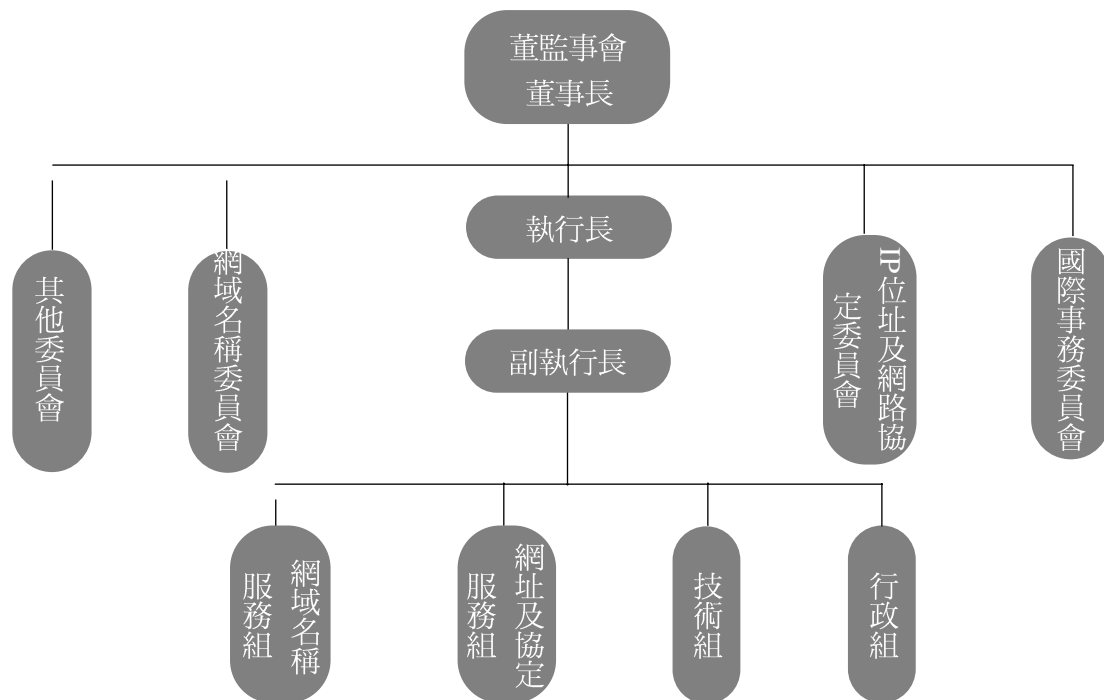 董監事會
董事長
執行長
副執行長
其他委員會
網域名稱委員會
IP位址及網路協
定委員會
國際事務委員會
網域名稱
服務組
網址及協定
服務組
技術組
行政組